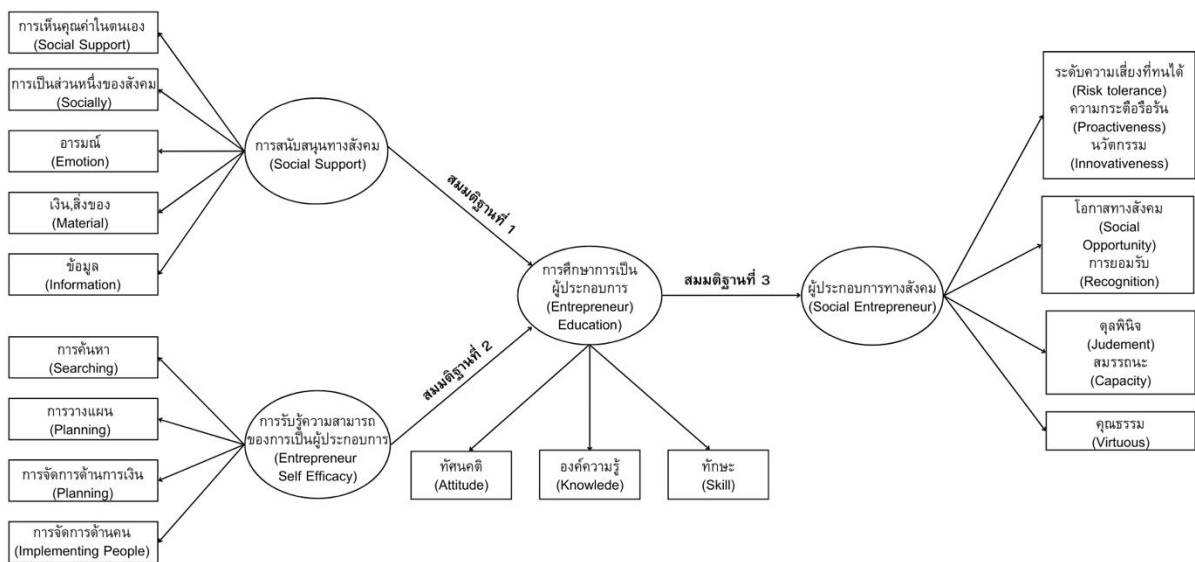 การเห็นคุณค่าในตนเอง
(Social Support)
การเป็นส่วนหนึ่งของสังคม
(Socially)
อารมณ์
(Emotion)
เงิน,สิ่งของ
(Material)
ข้อมูล
(Information)
การสนับสนุนทางสังคม
(Social Support)
สมมติฐานที่ 1
การค้นหา
(Searching)
การวางแผน
(Planning)
การจัดการด้านการเงิน
(Planning)
การจัดการด้านคน
(Implementing People)
การรับรู้ความสามารถ
ของการเป็นผู้ประกอบการ
(Entrepreneur
Self Efficacy)
สมมติฐานที่ 2
การศึกษาการเป็น
ผู้ประกอบการ
(Entrepreneur)
Education)
ทัศนคติ
(Attitude)
องค์ความรู้
(Knowlede)
ทักษะ
(Skill)
สมมติฐานที่ 3
ผู้ประกอบการทางสังคม
(Social Entrepreneur)
ระดับความเสี่ยงที่ทนได้
(Risk tolerance)
ความกระตือรือร้น
(Proactiveness)
นวัตกรรม
(Innovativeness)
โอกาสทางสังคม
(Social
Opportunity)
การยอมรับ
(Recognition)
ดุลพินิจ
(Judement)
สมรรถนะ
(Capacity)
คุณธรรม
(Virtuous)